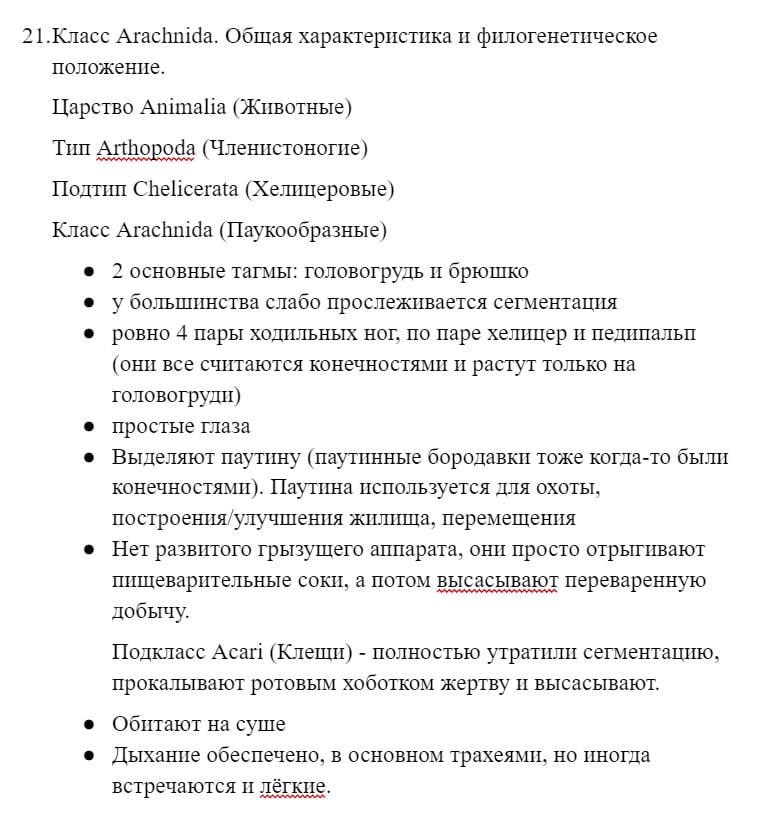 21.Класс Arachnida. Общая характеристика и филогенетическое
положение.
Царство Animalia (Животные)
Тип Arthopoda (Членистоногие)
Подтип Chelicerata (Хелицеровые)
Класс Arachnida (Паукообразные)
● 2 основные тагмы: головогрудь и брюшко
● у большинства слабо прослеживается сегментация
● ровно 4 пары ходильных ног, по паре хелицер и педипальп
(они все считаются конечностями и растут только на
головогруди)
● простые глаза
● Выделяют паутину (паутинные бородавки тоже когда-то были
конечностями). Паутина используется для охоты,
построения/улучшения жилища, перемещения
● Нет развитого грызущего аппарата, они просто отрыгивают
пищеварительные соки, а потом высасывают переваренную
добычу.
Подкласс Acari (Клещи) - полностью утратили сегментацию,
прокалывают ротовым хоботком жертву и высасывают.
● Обитают на суше
● Дыхание обеспечено, в основном трахеями, но иногда
встречаются и лёгкие.